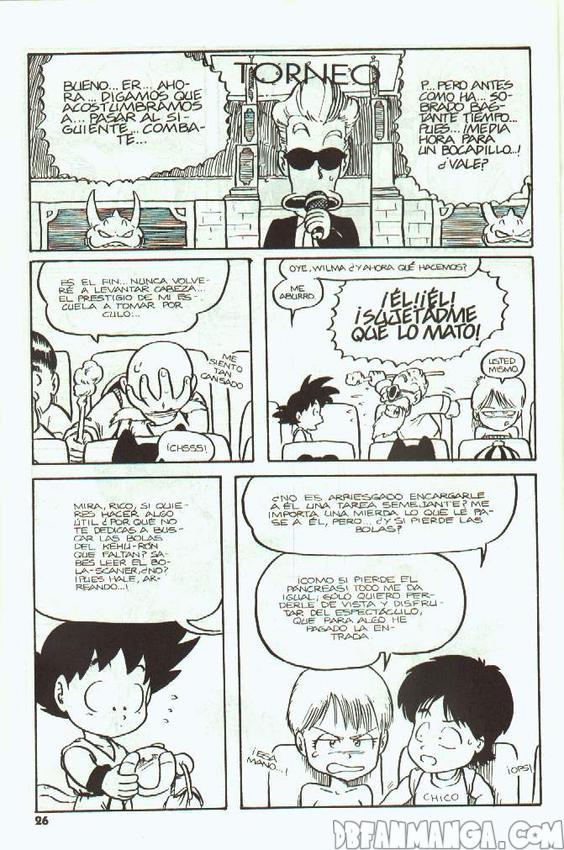 TORNEO
BUENO... ER... AHO-
RA... DIGAMOS QUE
ACOSTUMBRAMOS
A... PASAR AL SI-
GUIENTE... COMBA-
TE...
P...PERO ANTES
COMO HA... SO-
BRADO BAS-
TANTE TIEMPO...
PUES... ¡MEDIA
HORA PARA
UN BOCADILLO...!
¿VALE?
ES EL FIN... NUNCA VOLVE-
RÉ A LEVANTAR CABEZA...
EL PRESTIGIO DE MI ES-
CUELA A TOMAR POR
CULO...
ME
SIENTO
TAN
CANSADO
¡CHSSS!
OYE, WILMA ¿Y AHORA QUÉ HACEMOS?
ME
ABURRO.
¡ÉL! ¡ÉL!
¡SUJETADME
QUE LO MATO!
USTED
MISMO
MIRA, RICO, SI QUIE-
RES HACER ALGO
ÚTIL ¿POR QUÉ NO
TE DEDICAS A BUS-
CAR LAS BOLAS
DEL KEHU-RON
QUE FALTAN? SA-
BES LEER EL BO-
LA-SCANER, ¿NO?
¡PUES HALE, AR-
REANDO...!
¿NO ES ARRIESGADO ENCARGARLE
A ÉL UNA TAREA SEMEJANTE? ME
IMPORTA UNA MIERDA LO QUE LE PA-
SE A ÉL, PERO... ¿Y SI PIERDE LAS
BOLAS?
¡COMO SI PIERDE EL
PANCREAS! TODO ME DA
IGUAL, SÓLO QUIERO PER-
DERLE DE VISTA Y DISFRU-
TAR DEL ESPECTÁCULO,
QUE PARA ALGO HE
PAGADO LA EN-
TRADA
¡ESA
MANO...!
¡OPS!
CHICO
26
DBFANMANGA.COM